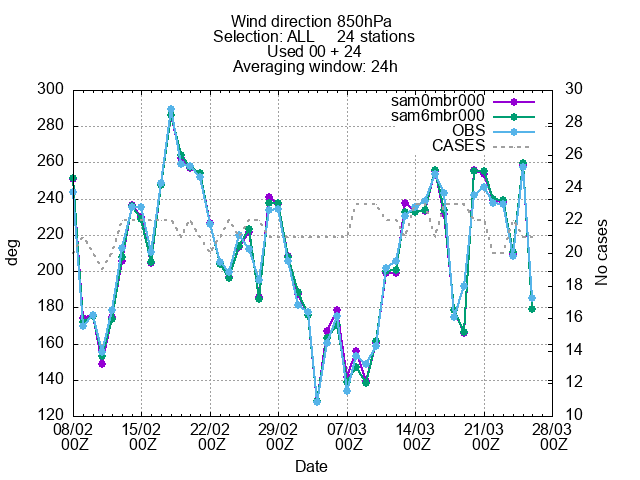 Wind direction 850hPa
Selection: ALL 24 stations
Used 00 + 24
Averaging window: 24h
300 30
sam0mbr000
280 28
sam6mbr000
OBS
CASES
260 26
240 24
220 22
deg
No cases
200 20
180 18
160 16
140 14
120 12
10
08/02 15/02 22/02 29/02 07/03 14/03 21/03 28/03
00Z 00Z 00Z 00Z 00Z 00Z 00Z 00Z
Date